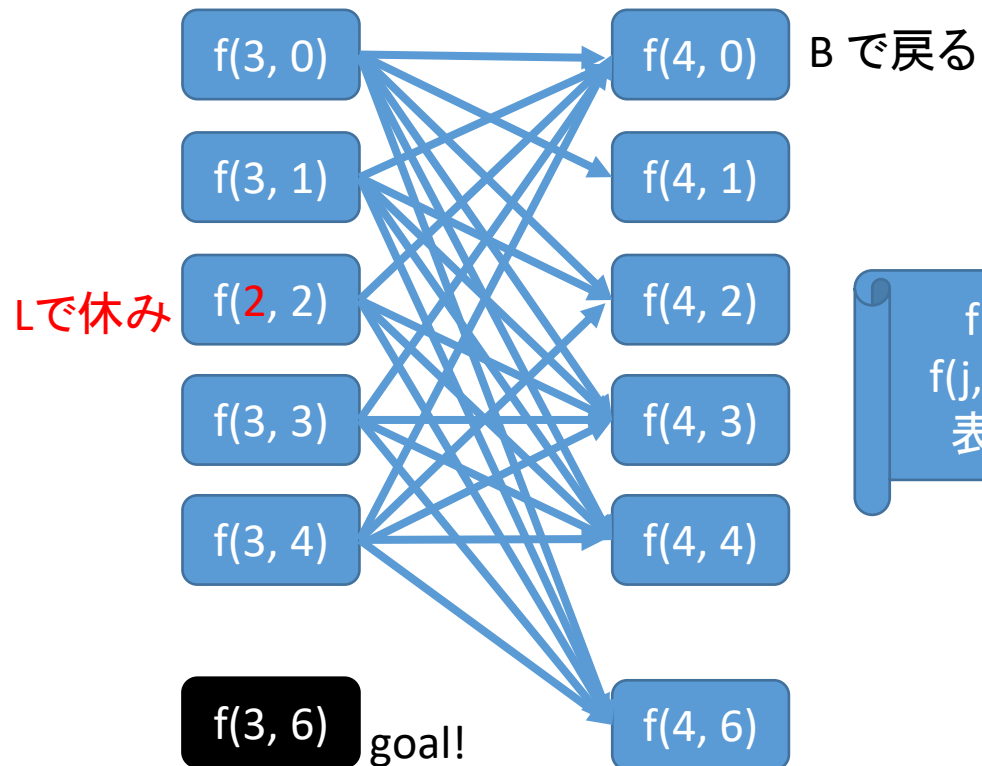 f(3, 0)
f(4, 0)
B で戻る
f(3, 1)
f(4, 1)
Lで休み
f(2, 2)
f(4, 2)
f
f(j,
表
f(3, 3)
f(4, 3)
f(3, 4)
f(4, 4)
f(3, 6)
goal!
f(4, 6)